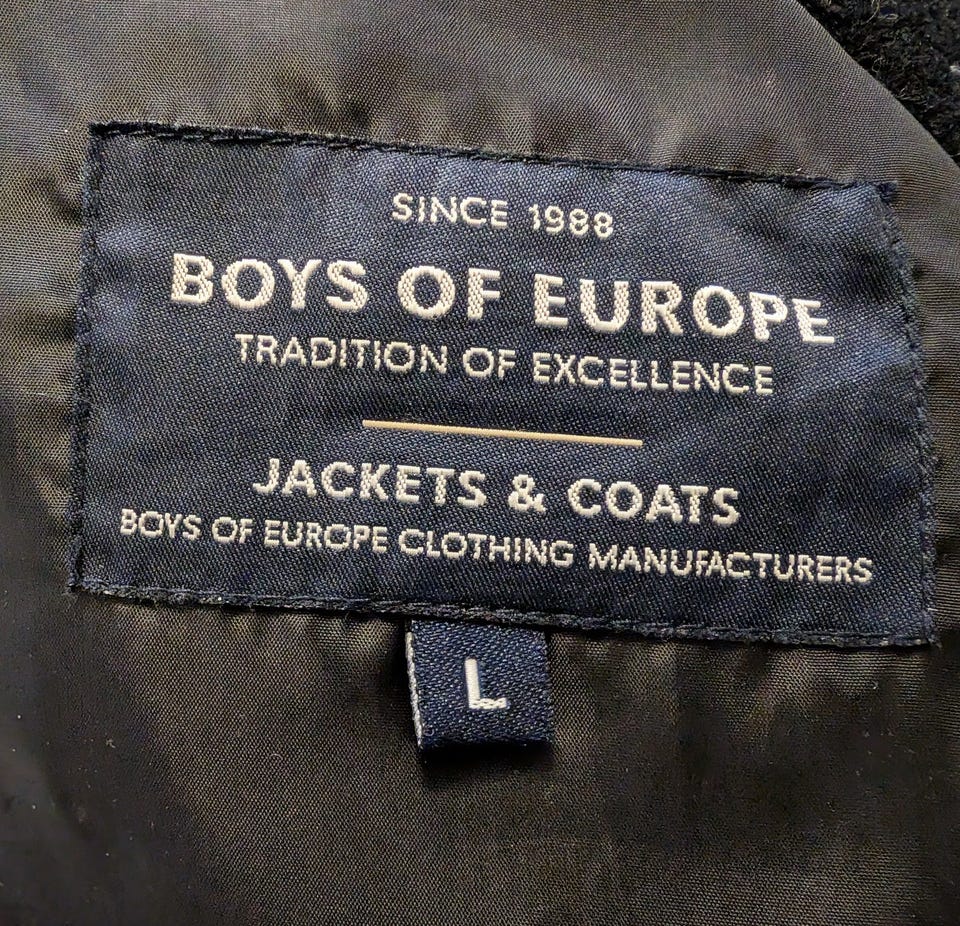 SINCE 1988
BOYS OF EUROPE
TRADITION OF EXCELLENCE
JACKETS & COATS
BOYS OF EUROPE CLOTHING MANUFACTURERS
L